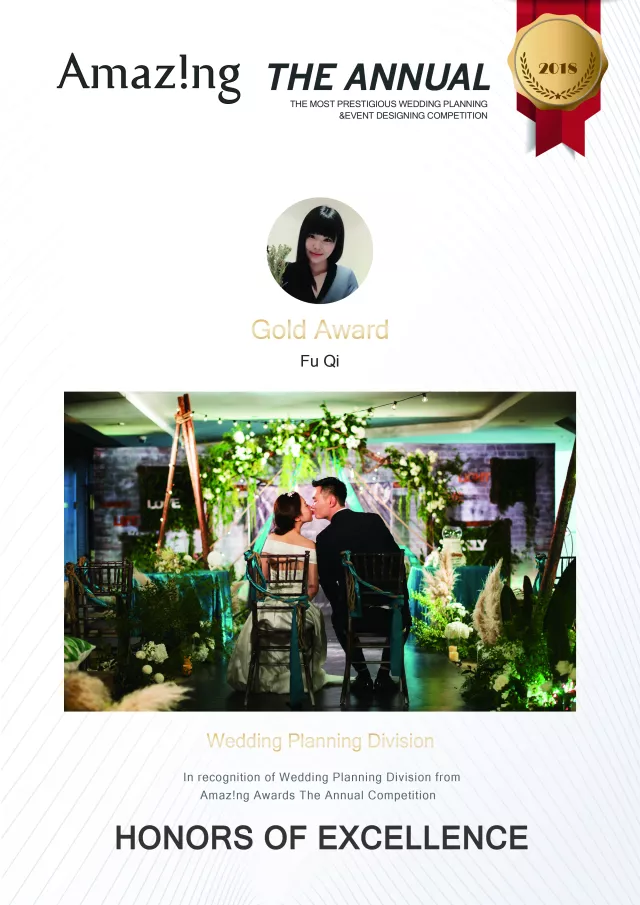 Amaz!ng THE ANNUAL
THE MOST PRESTIGIOUS WEDDING PLANNING
&EVENT DESIGNING COMPETITION
2018
Gold Award
Fu Qi
LOVE
Wedding Planning Division
In recognition of Wedding Planning Division from
Amaz!ng Awards The Annual Competition
HONORS OF EXCELLENCE